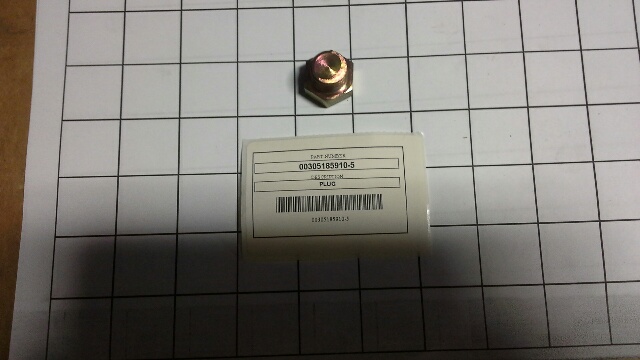 PART NUMBER
00305185910-5
DESCRIPTION
PLUG
00305185910-5